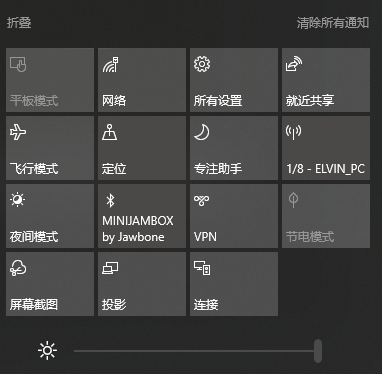 折叠 清除所有通知
平板模式 网络 所有设置 就近共享
飞行模式 定位 专注助手 1/8 - ELVIN_PC
夜间模式 MINIJAMBOX by Jawbone VPN 节电模式
屏幕截图 投影 连接